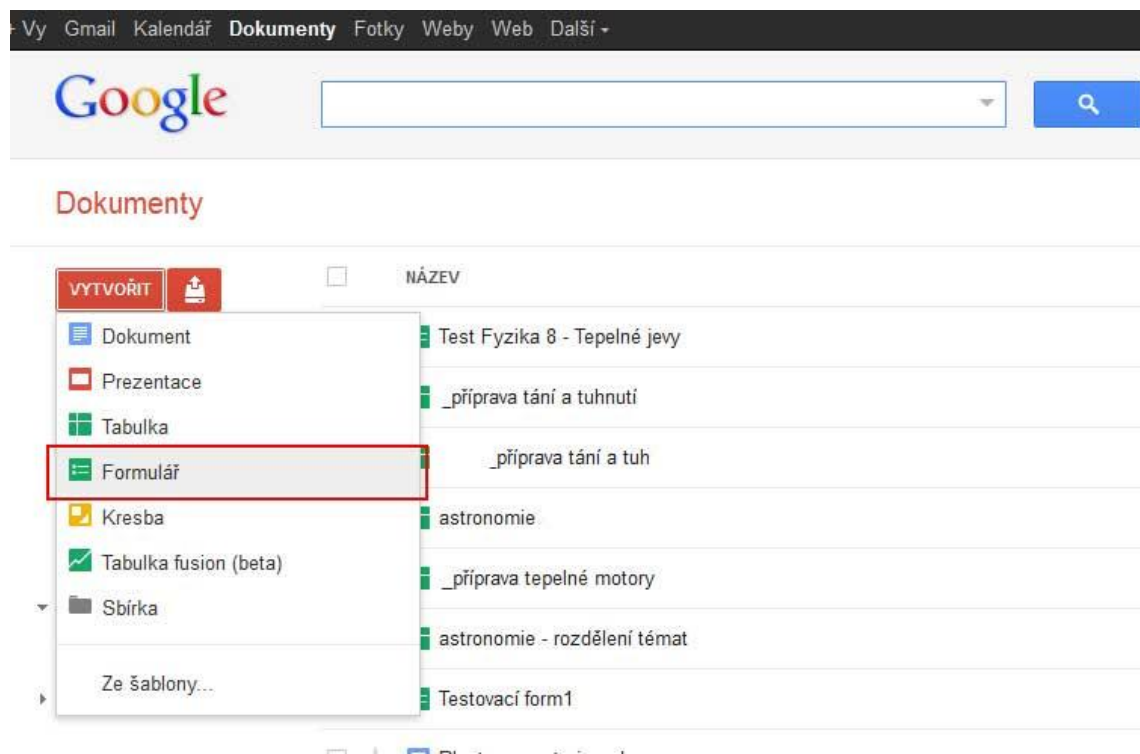 Vy Gmail Kalendář Dokumenty Fotky Weby Web Další
Google
Dokumenty
VYTVOŘIT
NÁZEV
Dokument
Prezentace
Tabulka
Formulář
Kresba
Tabulka fusion (beta)
Sbírka
Ze šablony...
Test Fyzika 8 - Tepelné jevy
_příprava tání a tuhnutí
_příprava tání a tuh
astronomie
_příprava tepelné motory
astronomie - rozdělení témat
Testovací form1